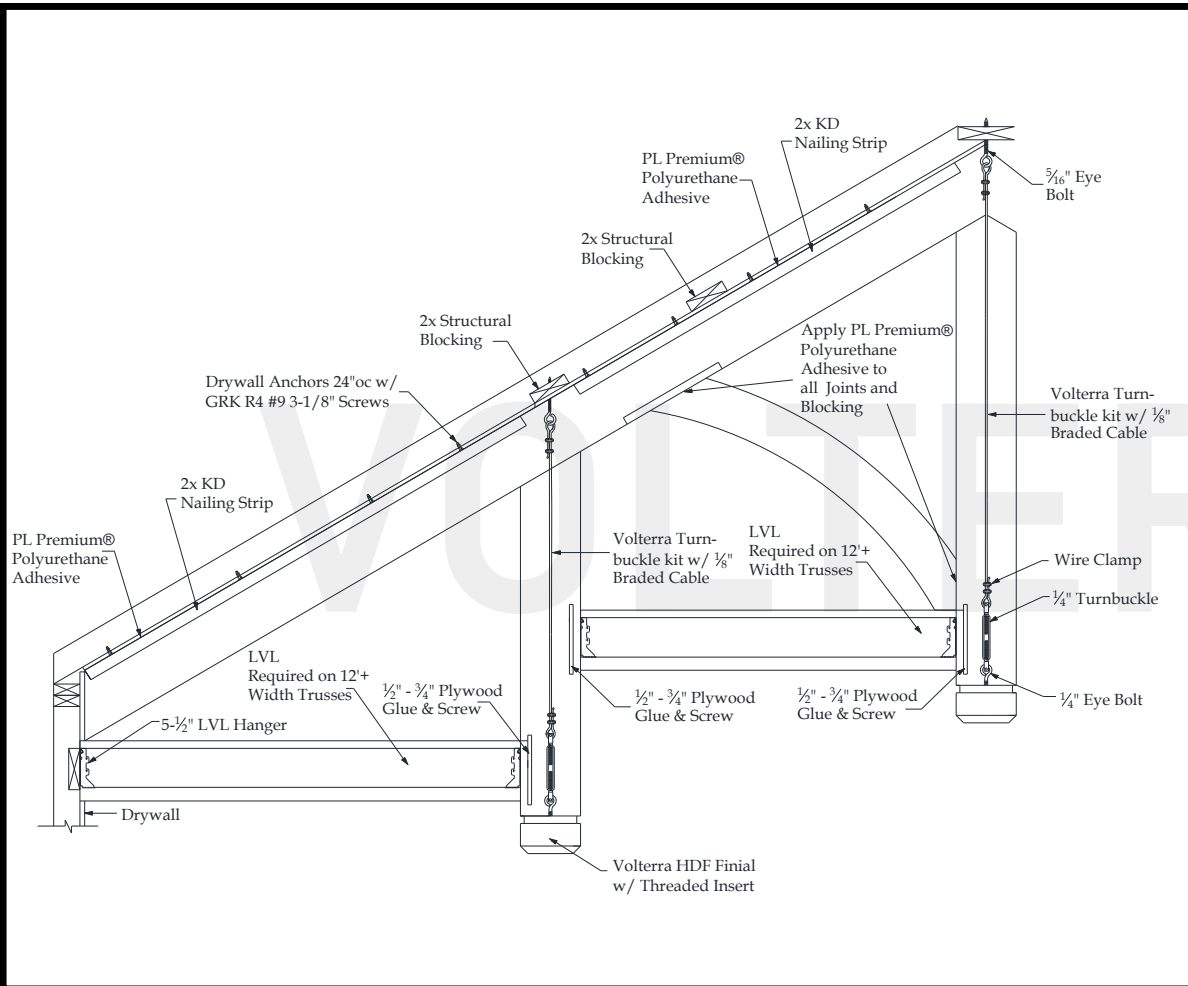 2x KD
Nailing Strip
PL Premium®
Polyurethane
Adhesive
⁵⁄₁₆" Eye
Bolt
2x Structural
Blocking
2x Structural
Blocking
Apply PL Premium®
Polyurethane
Adhesive to
all Joints and
Blocking
Drywall Anchors 24"oc w/
GRK R4 #9 3-1/8" Screws
Volterra Turn-
buckle kit w/ ⅛"
Braded Cable
2x KD
Nailing Strip
PL Premium®
Polyurethane
Adhesive
Volterra Turn-
buckle kit w/ ⅛"
Braded Cable
LVL
Required on 12'+
Width Trusses
Wire Clamp
¼" Turnbuckle
LVL
Required on 12'+
Width Trusses
½" - ¾" Plywood
Glue & Screw
½" - ¾" Plywood
Glue & Screw
½" - ¾" Plywood
Glue & Screw
¼" Eye Bolt
5-½" LVL Hanger
Drywall
Volterra HDF Finial
w/ Threaded Insert
VOLTER